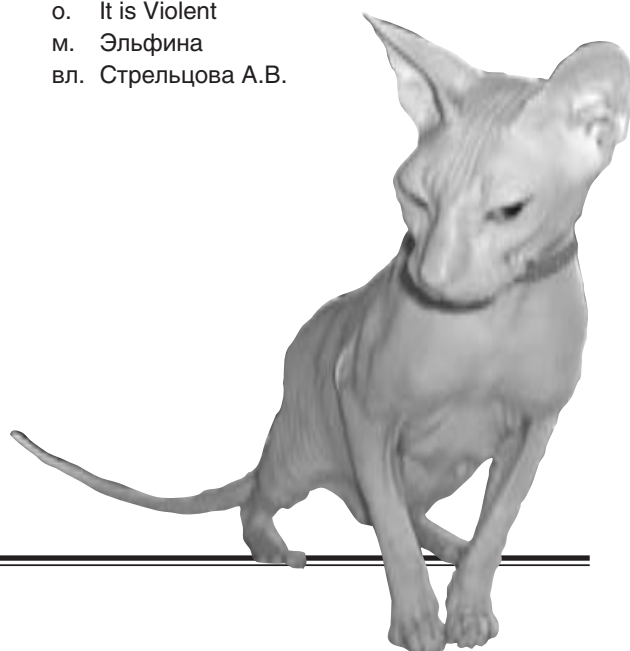 о. It is Violent
м. Эльфина
вл. Стрельцова А.В.